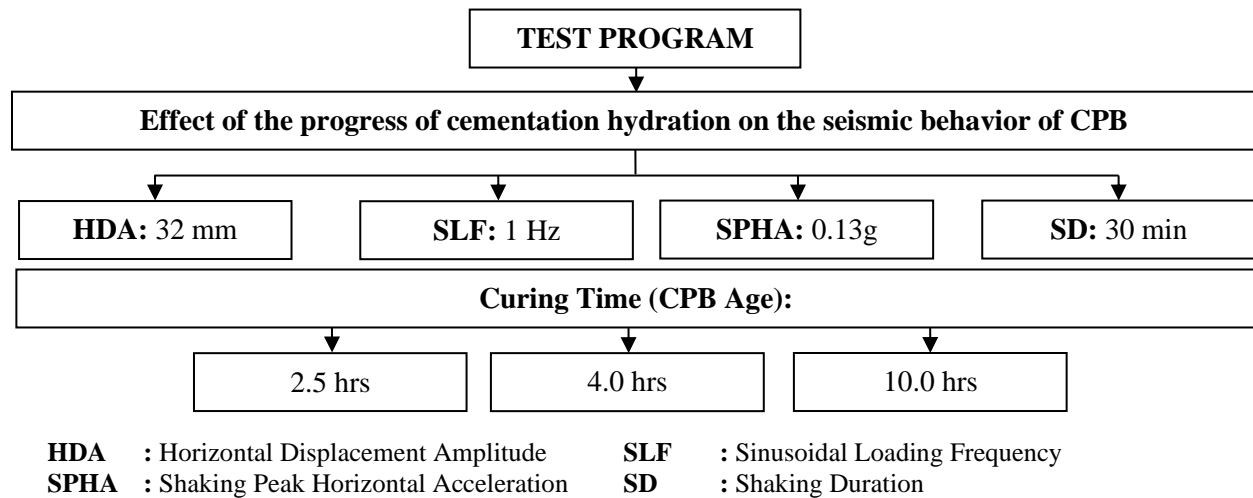 TEST PROGRAM
Effect of the progress of cementation hydration on the seismic behavior of CPB
HDA: 32 mm
SLF: 1 Hz
SPHA: 0.13g
SD: 30 min
Curing Time (CPB Age):
2.5 hrs
4.0 hrs
10.0 hrs
HDA : Horizontal Displacement Amplitude SLF : Sinusoidal Loading Frequency
SPHA : Shaking Peak Horizontal Acceleration SD : Shaking Duration